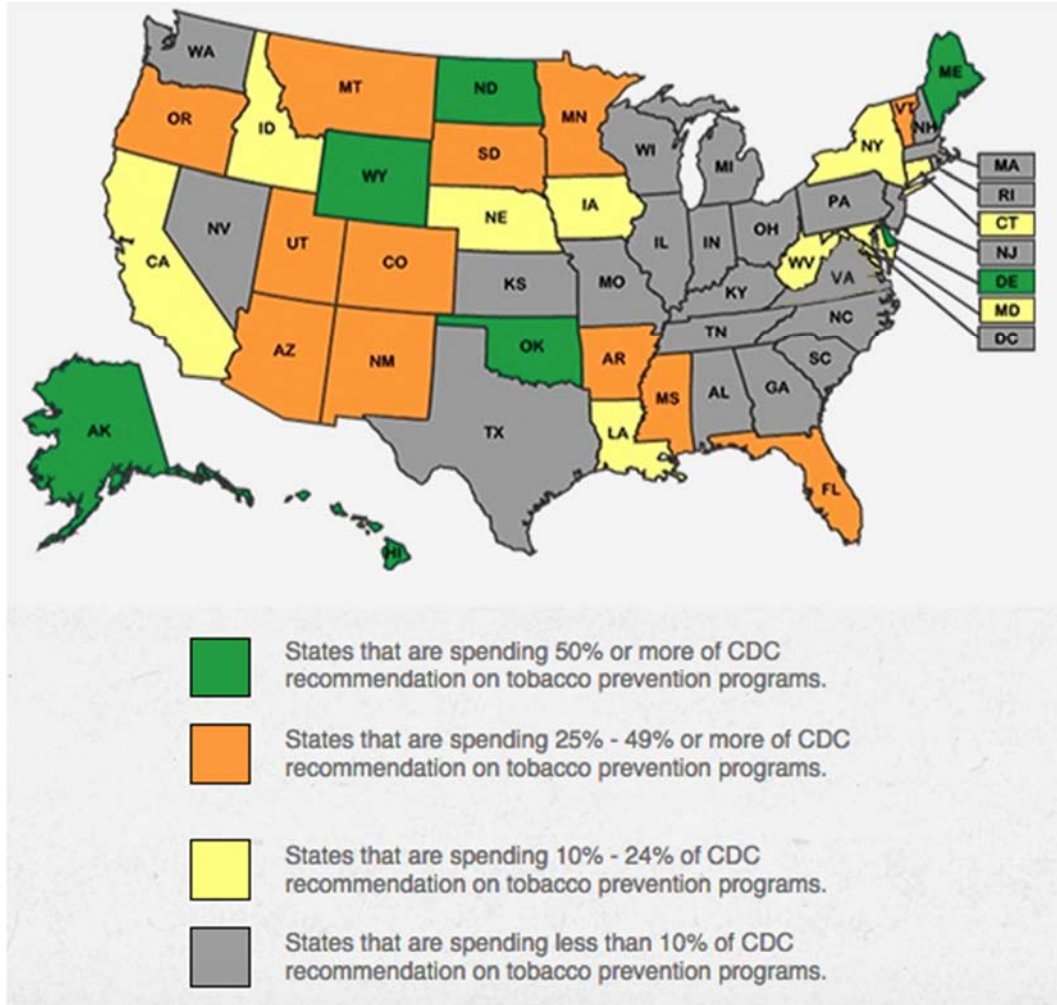 WA
MT
ND
MN
ME
VT
NH
OR
ID
SD
WI
MI
NY
MA
RI
CT
NJ
DE
MD
DC
WY
NE
IA
PA
NV
UT
CO
KS
MO
IL
IN
OH
WV
VA
KY
CA
AZ
NM
OK
AR
TN
NC
SC
TX
LA
MS
AL
GA
FL
AK
HI
States that are spending 50% or more of CDC
recommendation on tobacco prevention programs.
States that are spending 25% - 49% or more of CDC
recommendation on tobacco prevention programs.
States that are spending 10% - 24% of CDC
recommendation on tobacco prevention programs.
States that are spending less than 10% of CDC
recommendation on tobacco prevention programs.